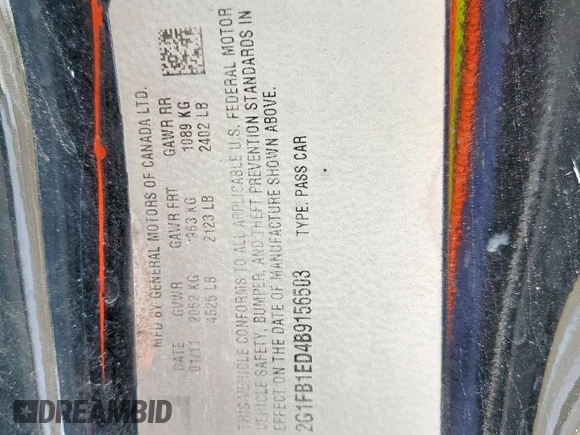 MFD BY GENERAL MOTORS OF CANADA LTD.
DATE GVWR GAWR FRT GAWR RR
01/11 2052 KG 963 KG 1089 KG
4525 LB 2123 LB 2402 LB
THIS VEHICLE CONFORMS TO ALL APPLICABLE U.S. FEDERAL MOTOR
VEHICLE SAFETY, BUMPER, AND THEFT PREVENTION STANDARDS IN
EFFECT ON THE DATE OF MANUFACTURE SHOWN ABOVE.
2G1FB1ED4B9156503 TYPE: PASS CAR
DREAMBID